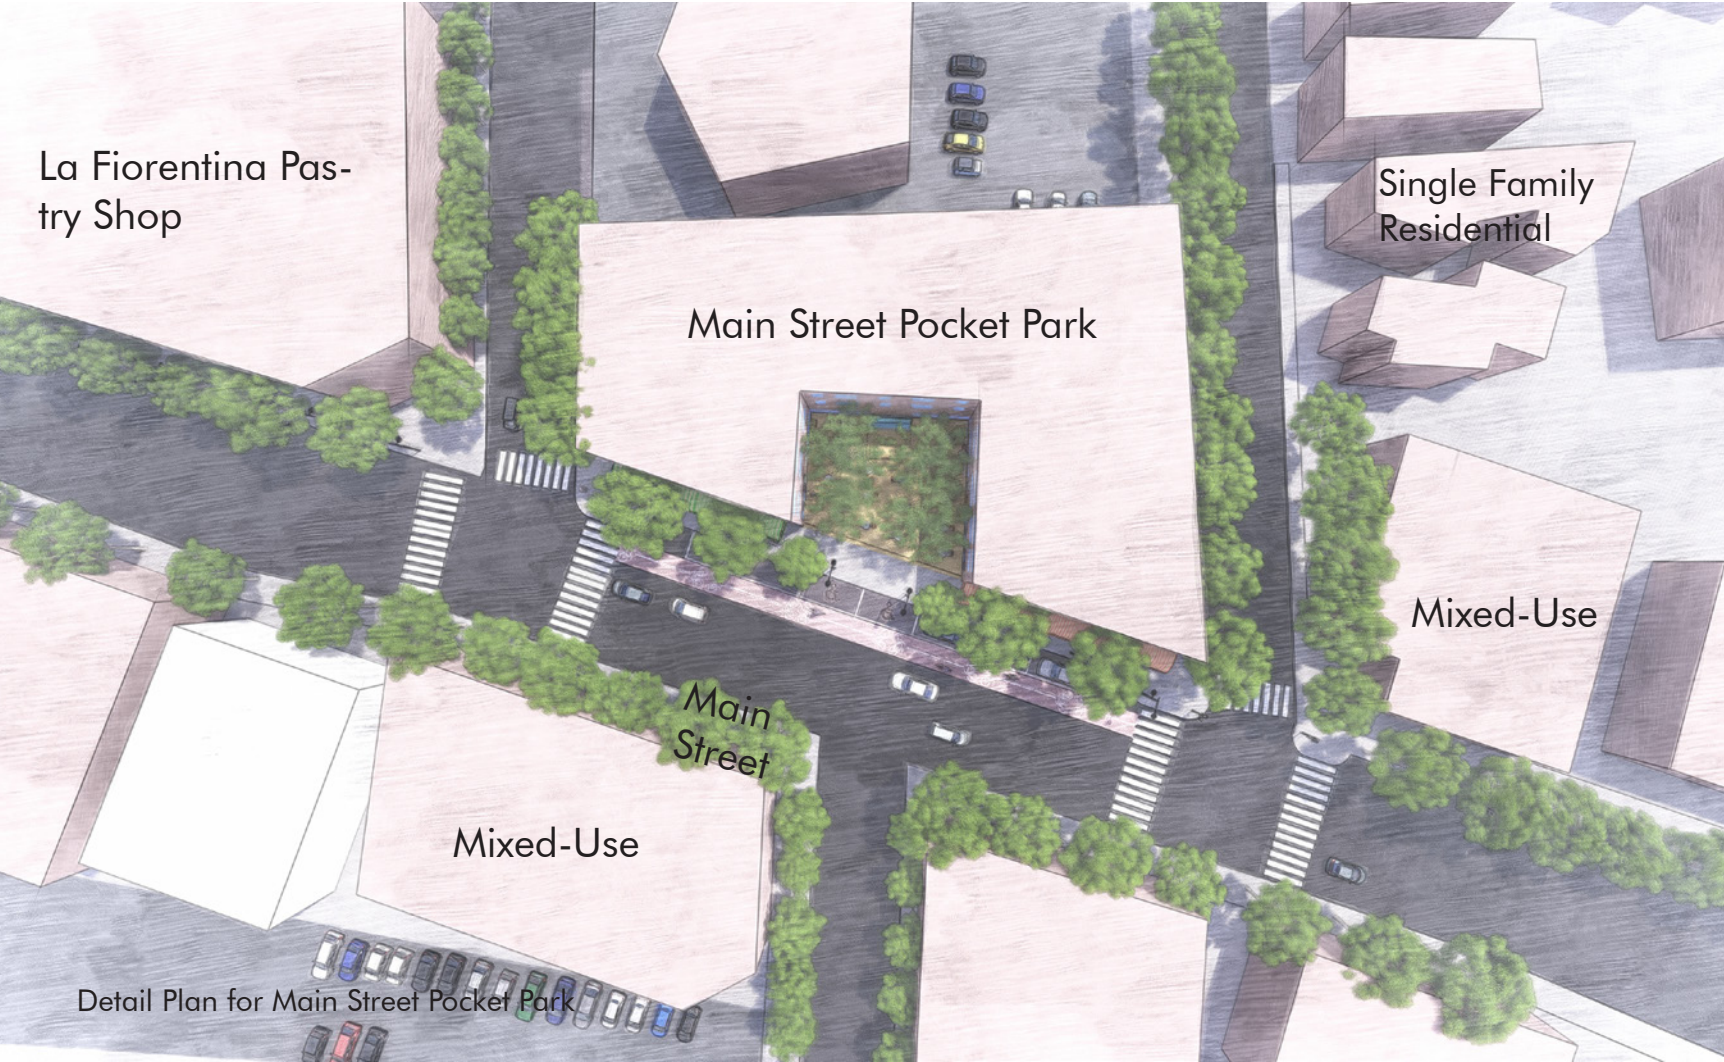 La Fiorentina Pas-
try Shop
Single Family
Residential
Main Street Pocket Park
Mixed-Use
Main
Street
Mixed-Use
Detail Plan for Main Street Pocket Park